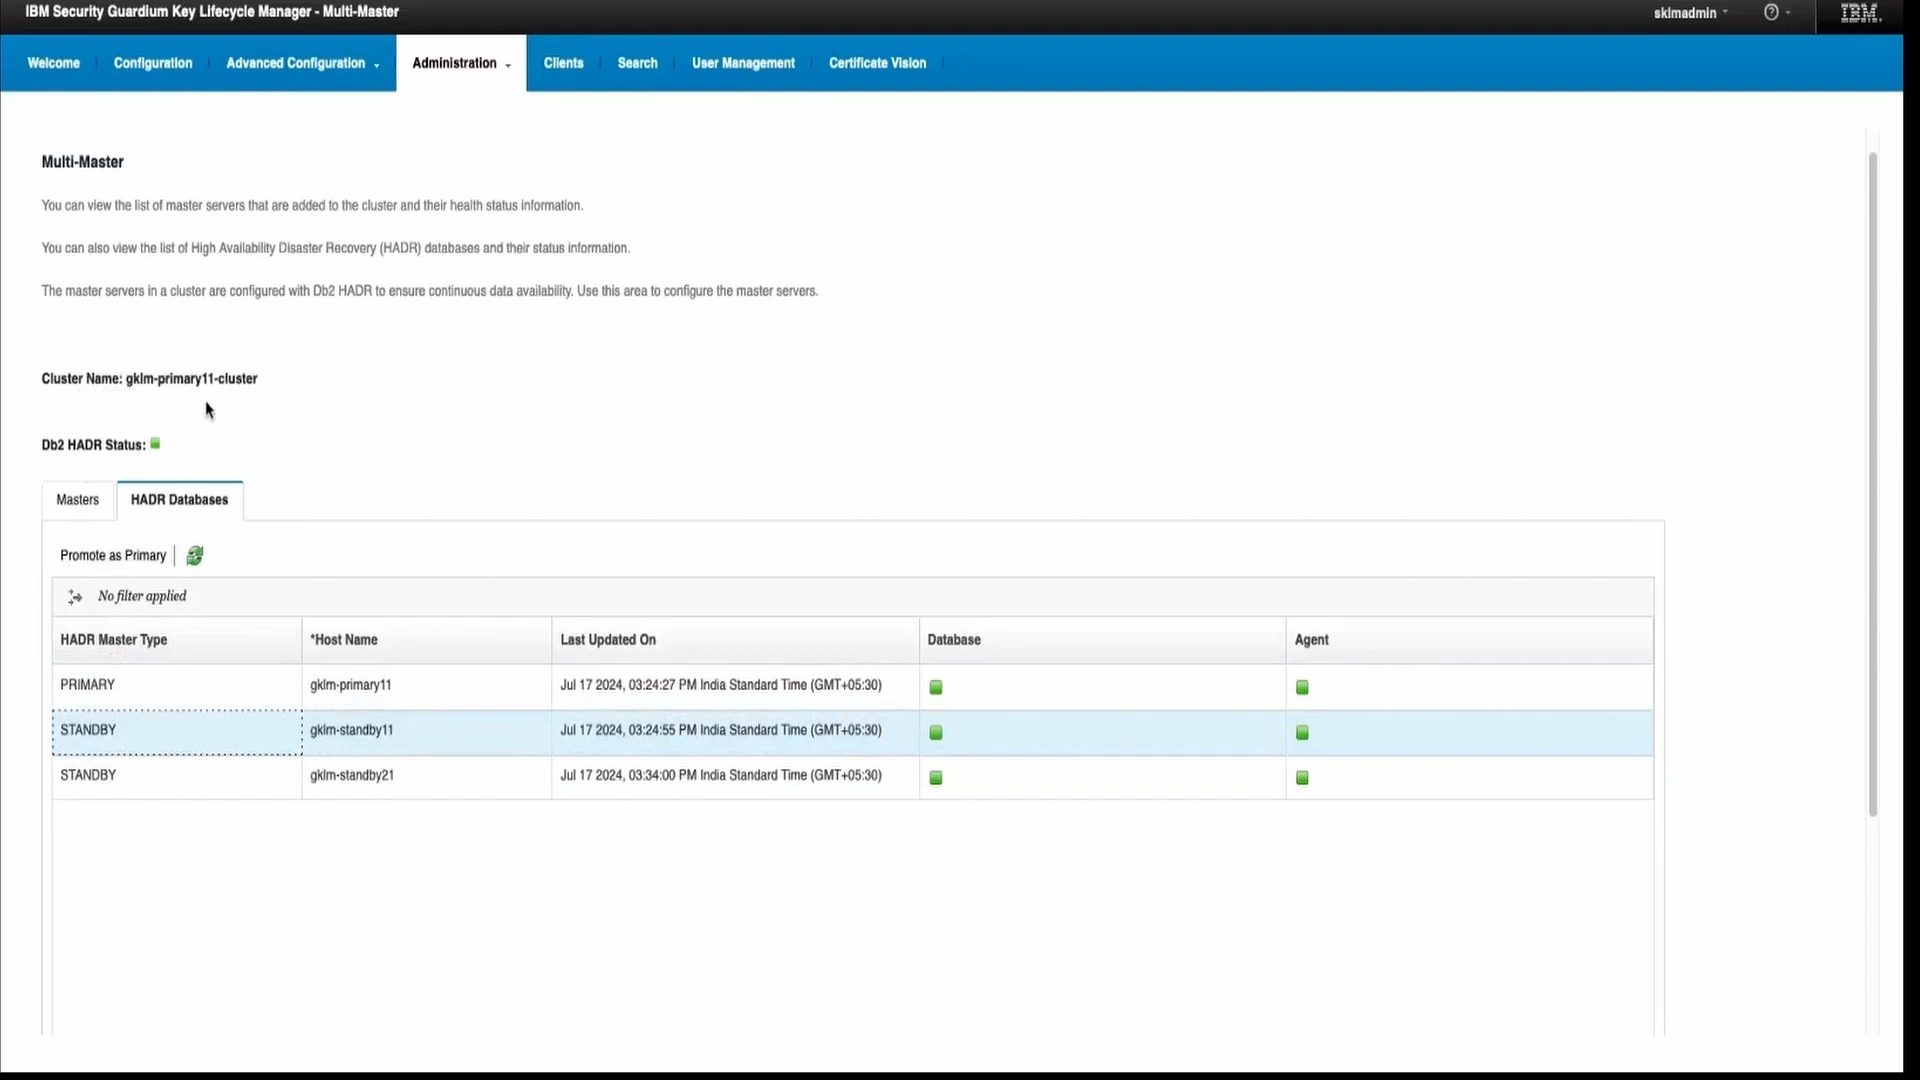 IBM Security Guardium Key Lifecycle Manager - Multi-Master
sklmadmin
IBM.
Welcome Configuration Advanced Configuration Administration Clients Search User Management Certificate Vision
Multi-Master
You can view the list of master servers that are added to the cluster and their health status information.
You can also view the list of High Availability Disaster Recovery (HADR) databases and their status information.
The master servers in a cluster are configured with Db2 HADR to ensure continuous data availability. Use this area to configure the master servers.
Cluster Name: gklm-primary11-cluster
Db2 HADR Status:
Masters HADR Databases
Promote as Primary
No filter applied
HADR Master Type *Host Name Last Updated On Database Agent
PRIMARY gklm-primary11 Jul 17 2024, 03:24:27 PM India Standard Time (GMT+05:30)
STANDBY gklm-standby11 Jul 17 2024, 03:24:55 PM India Standard Time (GMT+05:30)
STANDBY gklm-standby21 Jul 17 2024, 03:34:00 PM India Standard Time (GMT+05:30)